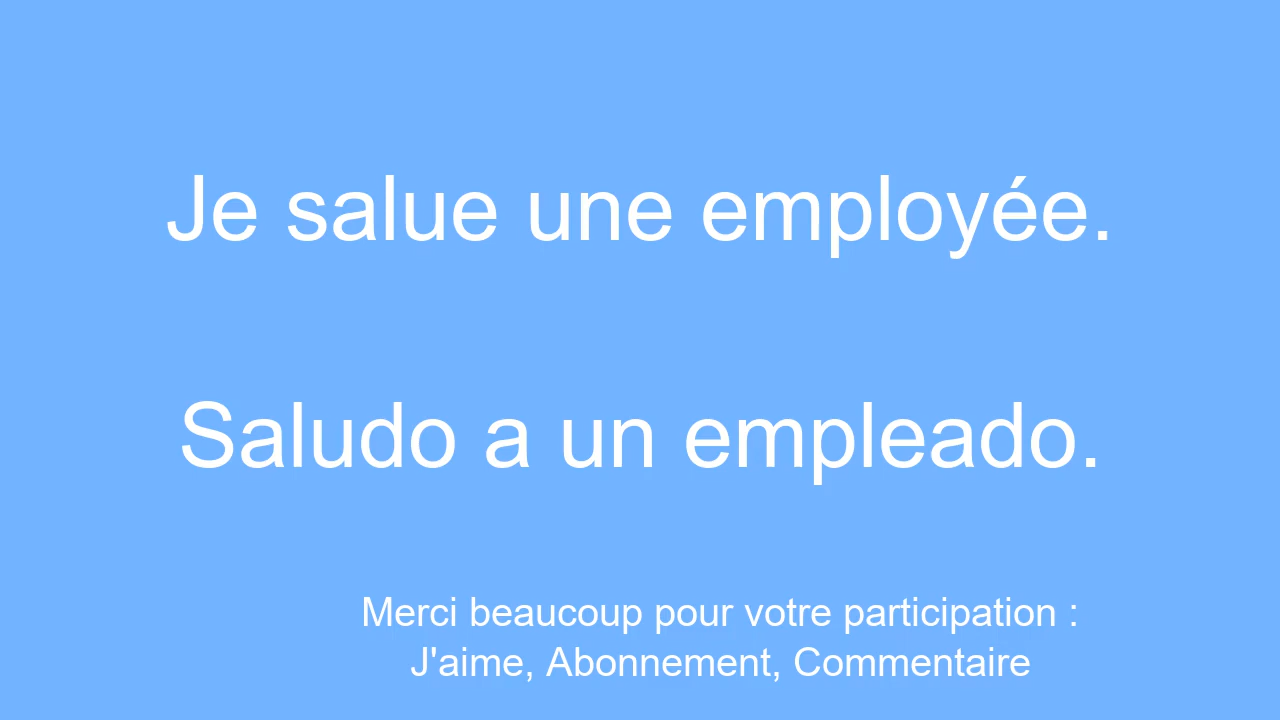 Je salue une employée.
Saludo a un empleado.
Merci beaucoup pour votre participation :
J'aime, Abonnement, Commentaire